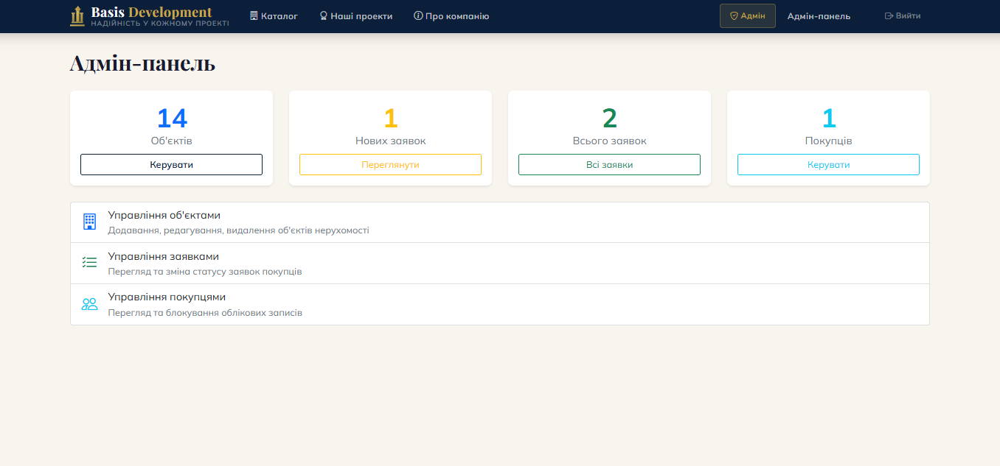 Basis Development
НАДІЙНІСТЬ У КОЖНОМУ ПРОЕКТІ
Каталог
Наші проекти
Про компанію
Адмін
Адмін-панель
Вийти
Адмін-панель
14
Об'єктів
Керувати
1
Нових заявок
Переглянути
2
Всього заявок
Всі заявки
1
Покупців
Керувати
Управління об'єктами
Додавання, редагування, видалення об'єктів нерухомості
Управління заявками
Перегляд та зміна статусу заявок покупців
Управління покупцями
Перегляд та блокування облікових записів